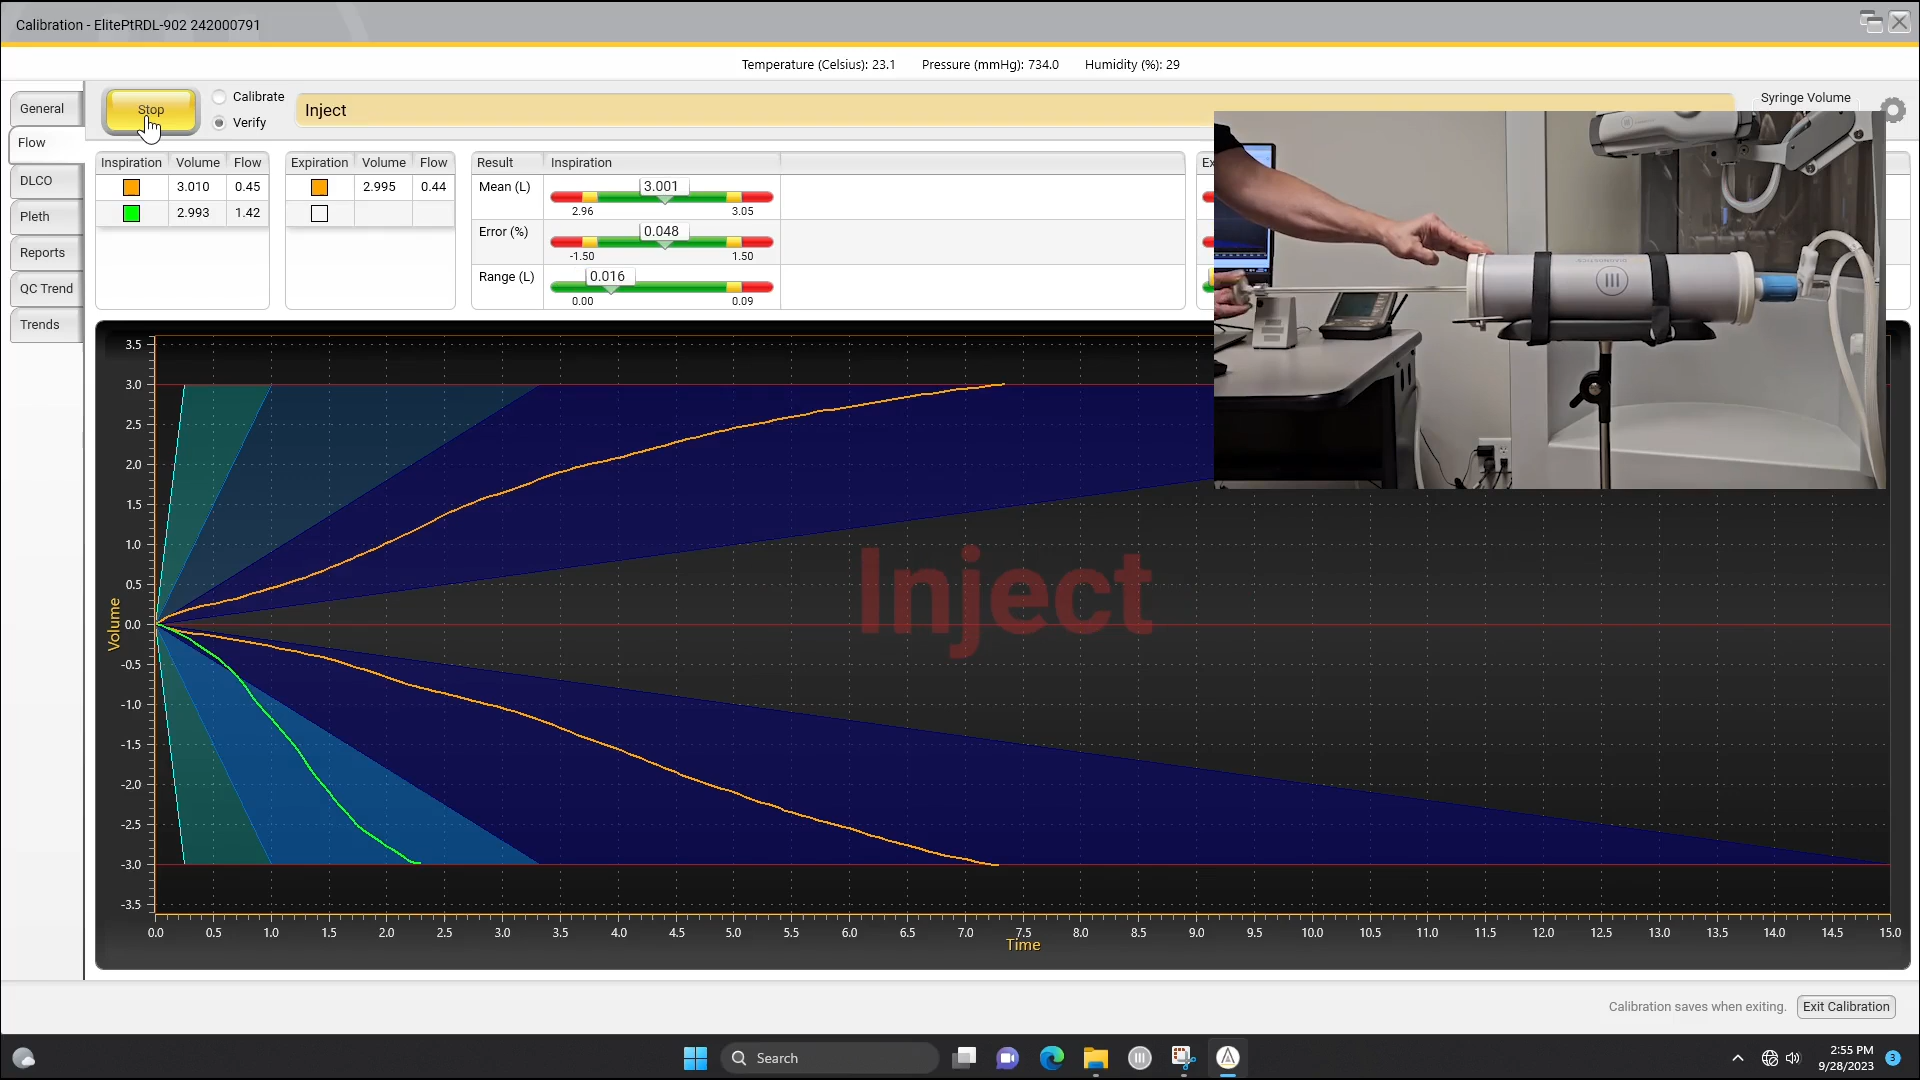 Calibration - ElitePtRDL-902 242000791
Temperature (Celsius): 23.1 Pressure (mmHg): 734.0 Humidity (%): 29
General
Flow
DLCO
Pleth
Reports
QC Trend
Trends
Stop
Calibrate
Verify
Inject
Syringe Volume
Inspiration Volume Flow
3.010 0.45
2.993 1.42
Expiration Volume Flow
2.995 0.44
Result Inspiration
Mean (L) 3.001
2.96 3.05
Error (%) 0.048
-1.50 1.50
Range (L) 0.016
0.00 0.09
Ex
Volume
3.5
3.0
2.5
2.0
1.5
1.0
0.5
0.0
-0.5
-1.0
-1.5
-2.0
-2.5
-3.0
-3.5
Inject
0.0 0.5 1.0 1.5 2.0 2.5 3.0 3.5 4.0 4.5 5.0 5.5 6.0 6.5 7.0 7.5 8.0 8.5 9.0 9.5 10.0 10.5 11.0 11.5 12.0 12.5 13.0 13.5 14.0 14.5 15.0
Time
Calibration saves when exiting. Exit Calibration
Search
2:55 PM
9/28/2023
3